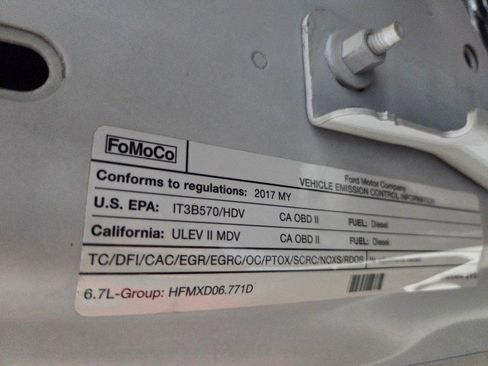 FoMoCo
Ford Motor Company
VEHICLE EMISSION CONTROL INFORMATION
Conforms to regulations: 2017 MY
U.S. EPA: IT3B570/HDV CA OBD II FUEL: Diesel
California: ULEV II MDV CA OBD II FUEL: Diesel
TC/DFI/CAC/EGR/EGRC/OC/PTOX/SCRC/NOXS/RDQS
6.7L-Group: HFMXD06.771D